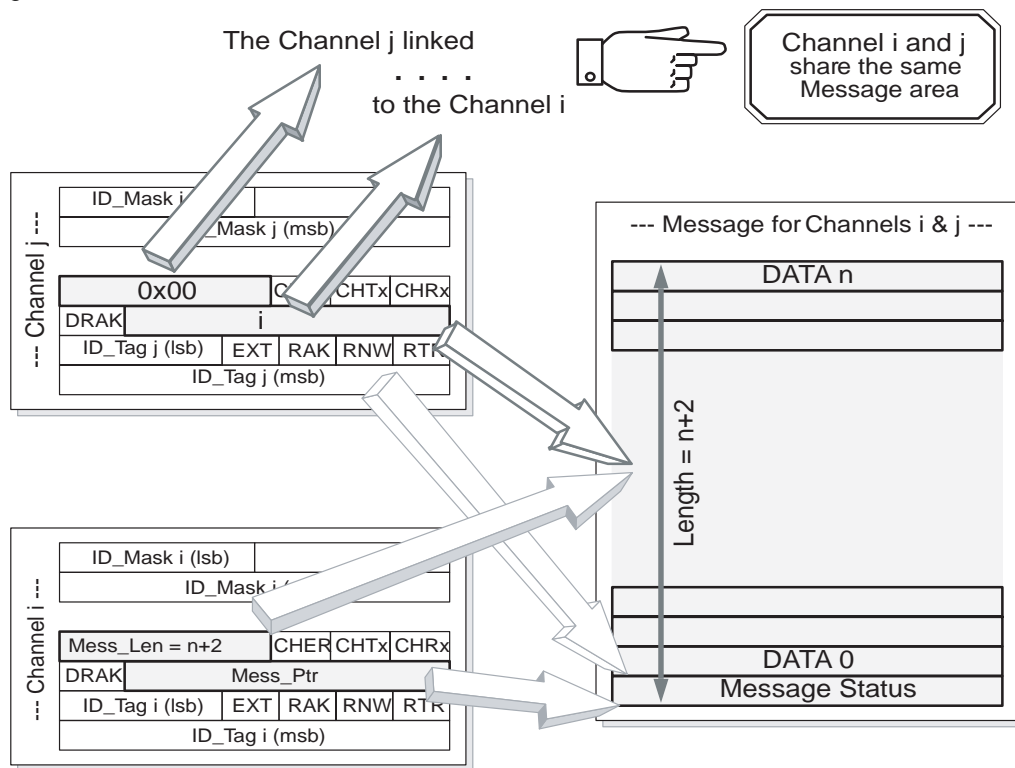 The Channel j linked
. . . .
to the Channel i
Channel i and j
share the same
Message area
--- Channel j ---
ID_Mask j
Mask j (msb)
0x00 CHTx CHRx
DRAK i
ID_Tag j (lsb) EXT RAK RNW RTR
ID_Tag j (msb)
--- Message for Channels i & j ---
DATA n
Length = n+2
DATA 0
Message Status
--- Channel i ---
ID_Mask i (lsb)
ID_Mask i
Mess_Len = n+2 CHER CHTx CHRx
DRAK Mess_Ptr
ID_Tag i (lsb) EXT RAK RNW RTR
ID_Tag i (msb)